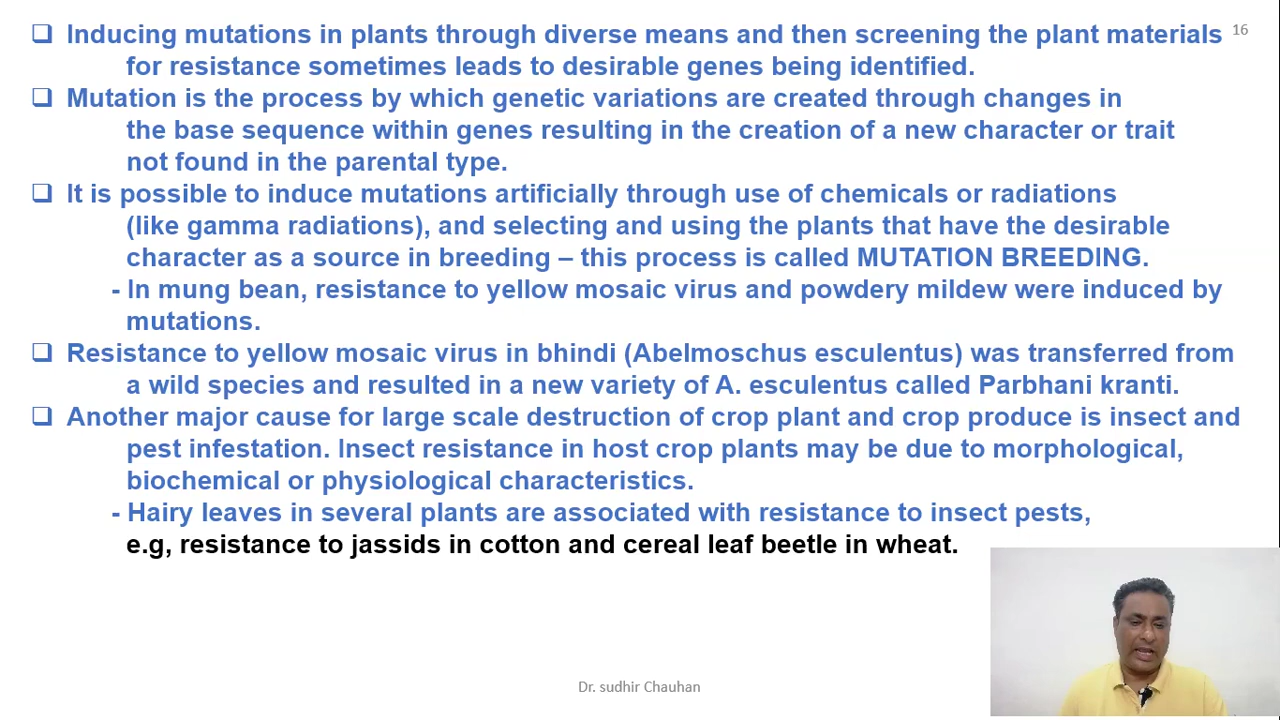 ❑ Inducing mutations in plants through diverse means and then screening the plant materials 16
for resistance sometimes leads to desirable genes being identified.
❑ Mutation is the process by which genetic variations are created through changes in
the base sequence within genes resulting in the creation of a new character or trait
not found in the parental type.
❑ It is possible to induce mutations artificially through use of chemicals or radiations
(like gamma radiations), and selecting and using the plants that have the desirable
character as a source in breeding – this process is called MUTATION BREEDING.
- In mung bean, resistance to yellow mosaic virus and powdery mildew were induced by
mutations.
❑ Resistance to yellow mosaic virus in bhindi (Abelmoschus esculentus) was transferred from
a wild species and resulted in a new variety of A. esculentus called Parbhani kranti.
❑ Another major cause for large scale destruction of crop plant and crop produce is insect and
pest infestation. Insect resistance in host crop plants may be due to morphological,
biochemical or physiological characteristics.
- Hairy leaves in several plants are associated with resistance to insect pests,
e.g, resistance to jassids in cotton and cereal leaf beetle in wheat.
Dr. sudhir Chauhan